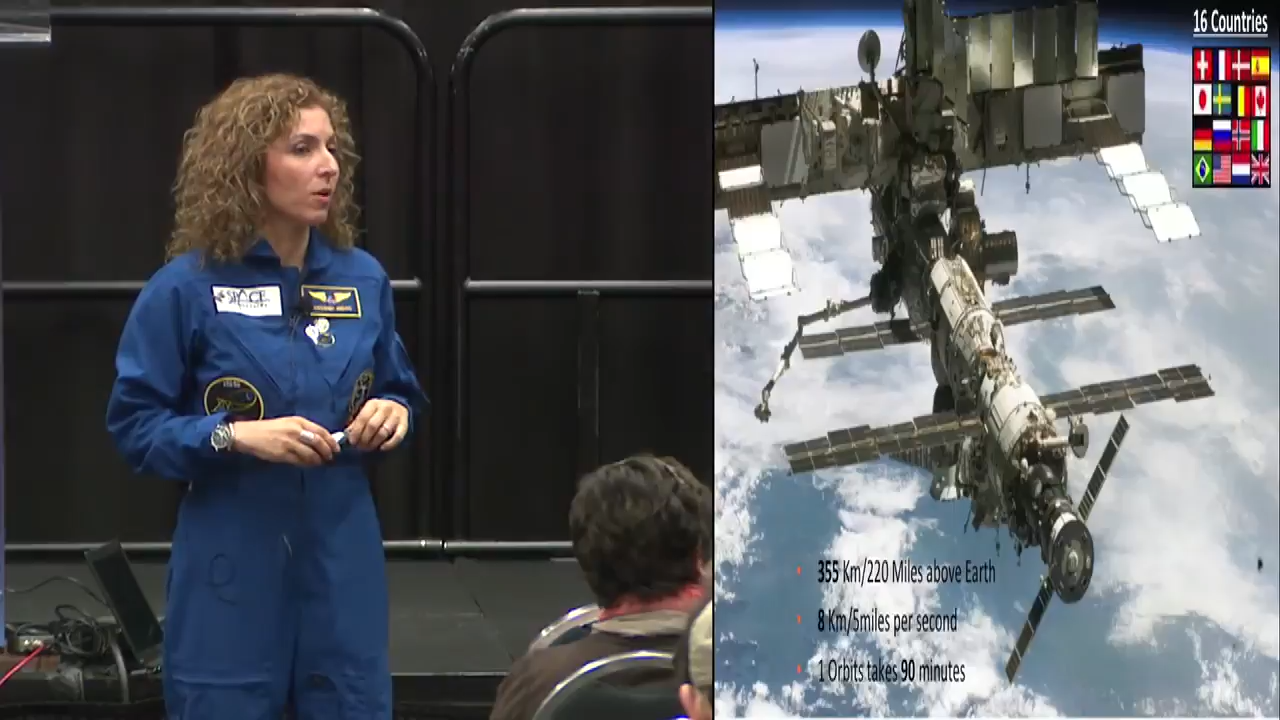 SPACE
ISS
16 Countries
355 Km/220 Miles above Earth
8 Km/5miles per second
1 Orbits takes 90 minutes